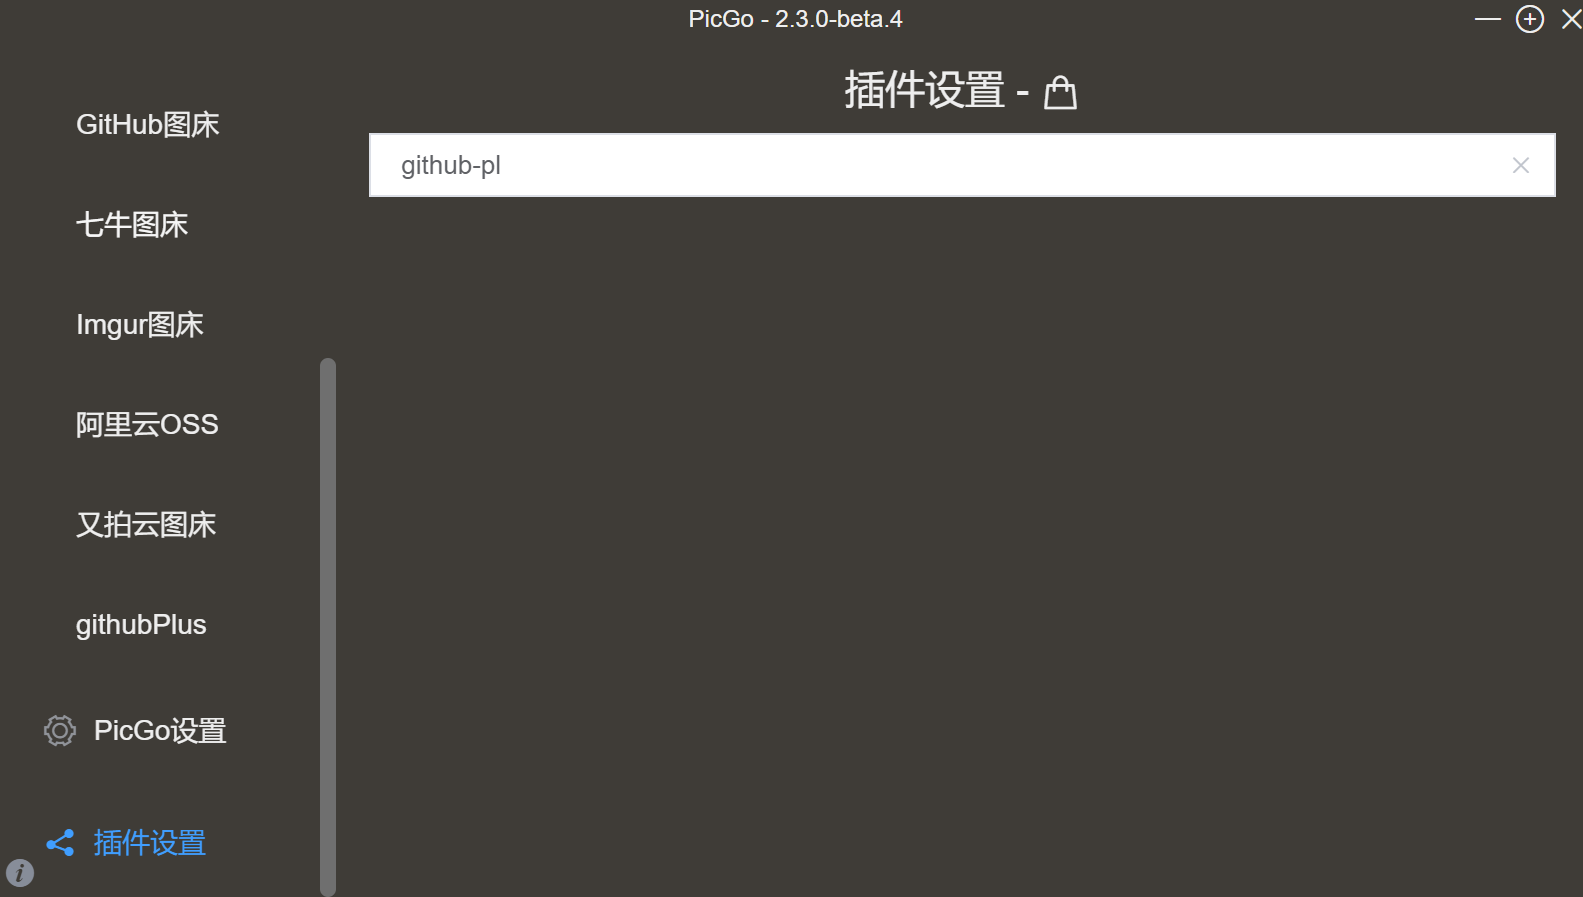 PicGo - 2.3.0-beta.4
GitHub图床
七牛图床
Imgur图床
阿里云OSS
又拍云图床
githubPlus
PicGo设置
插件设置
插件设置 -
github-pl